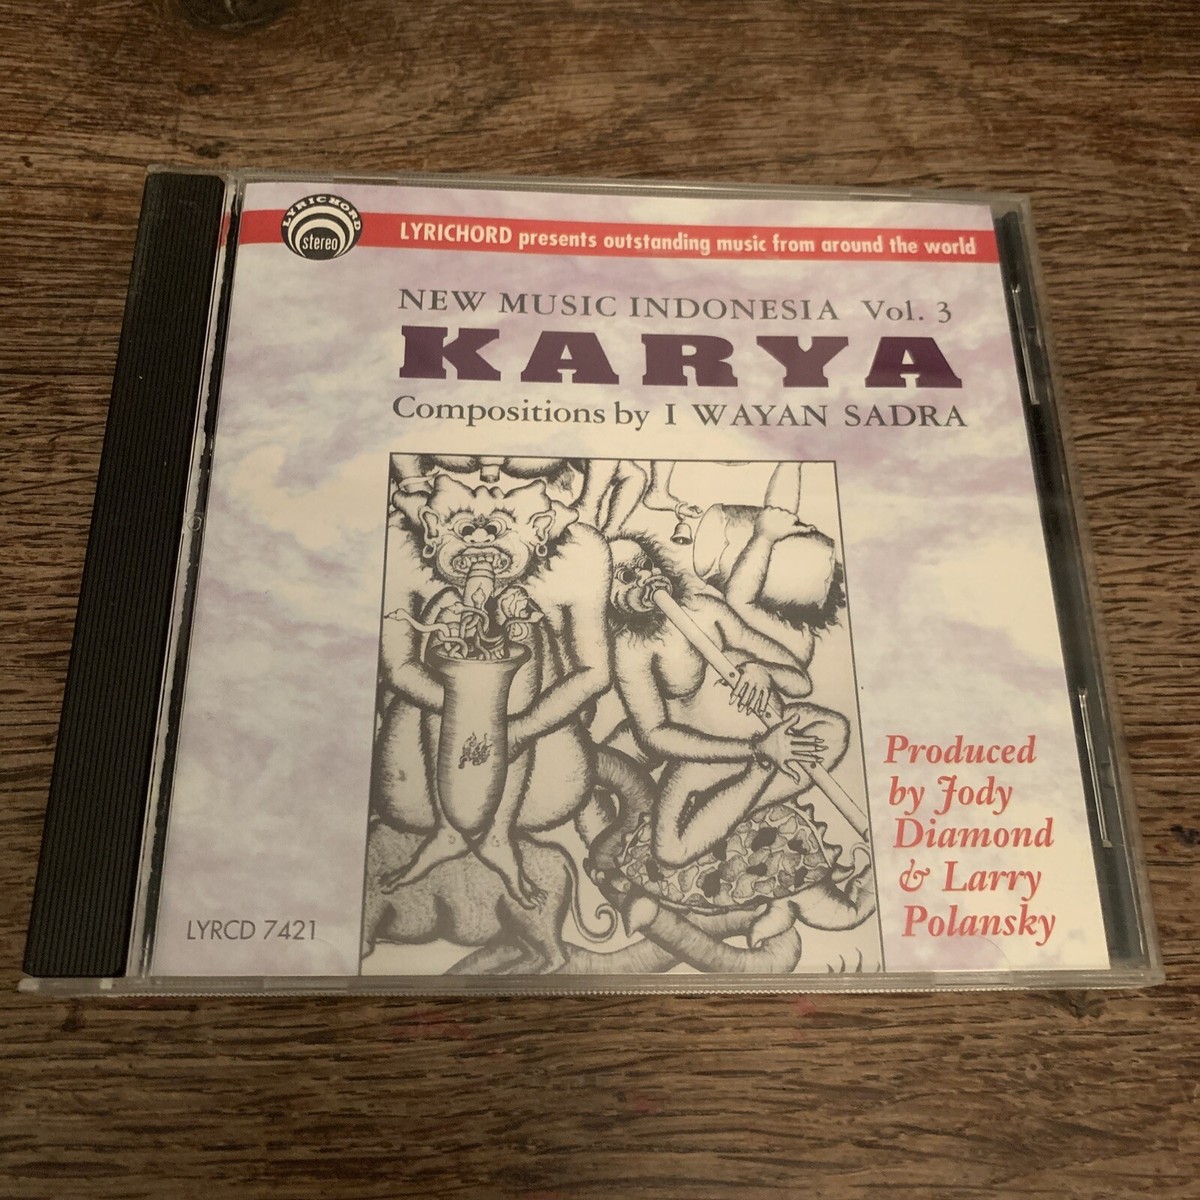 LYRICHORD
stereo
LYRICHORD presents outstanding music from around the world
NEW MUSIC INDONESIA Vol. 3
KARYA
Compositions by I WAYAN SADRA
Produced
by Jody
Diamond
& Larry
Polansky
LYRCD 7421